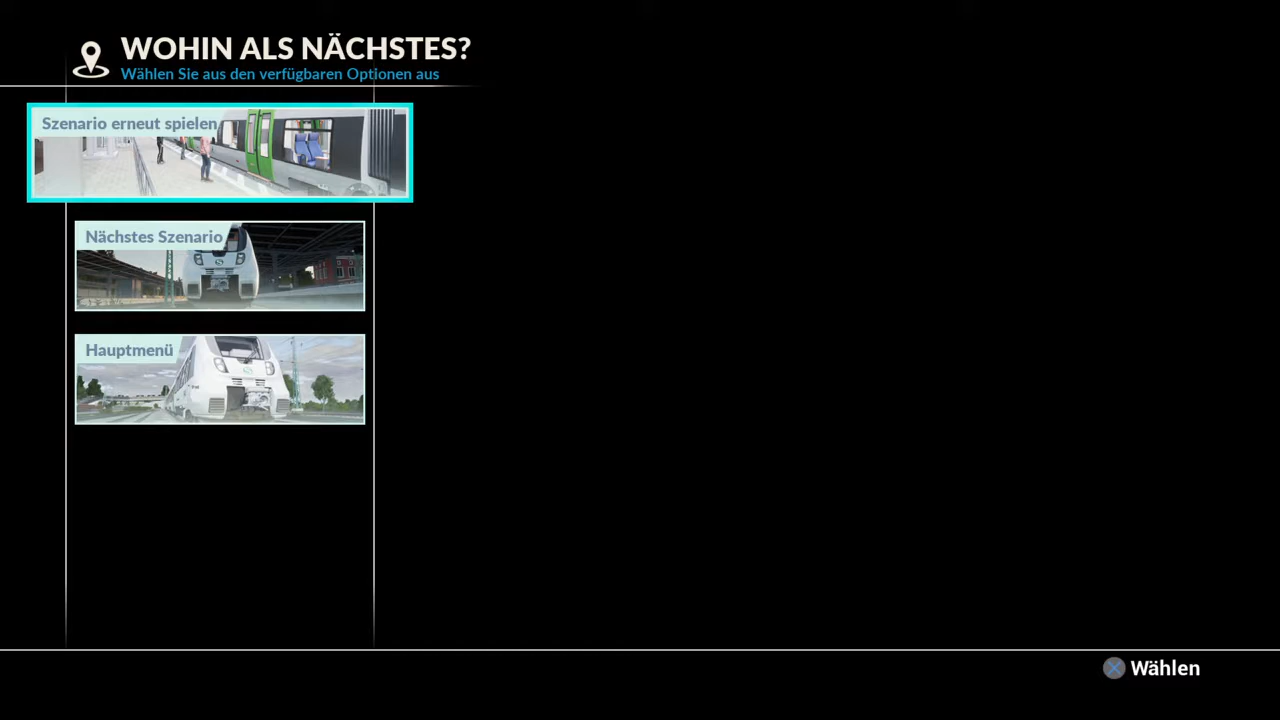 WOHIN ALS NÄCHSTES?
Wählen Sie aus den verfügbaren Optionen aus
Szenario erneut spielen
Nächstes Szenario
Hauptmenü
Wählen